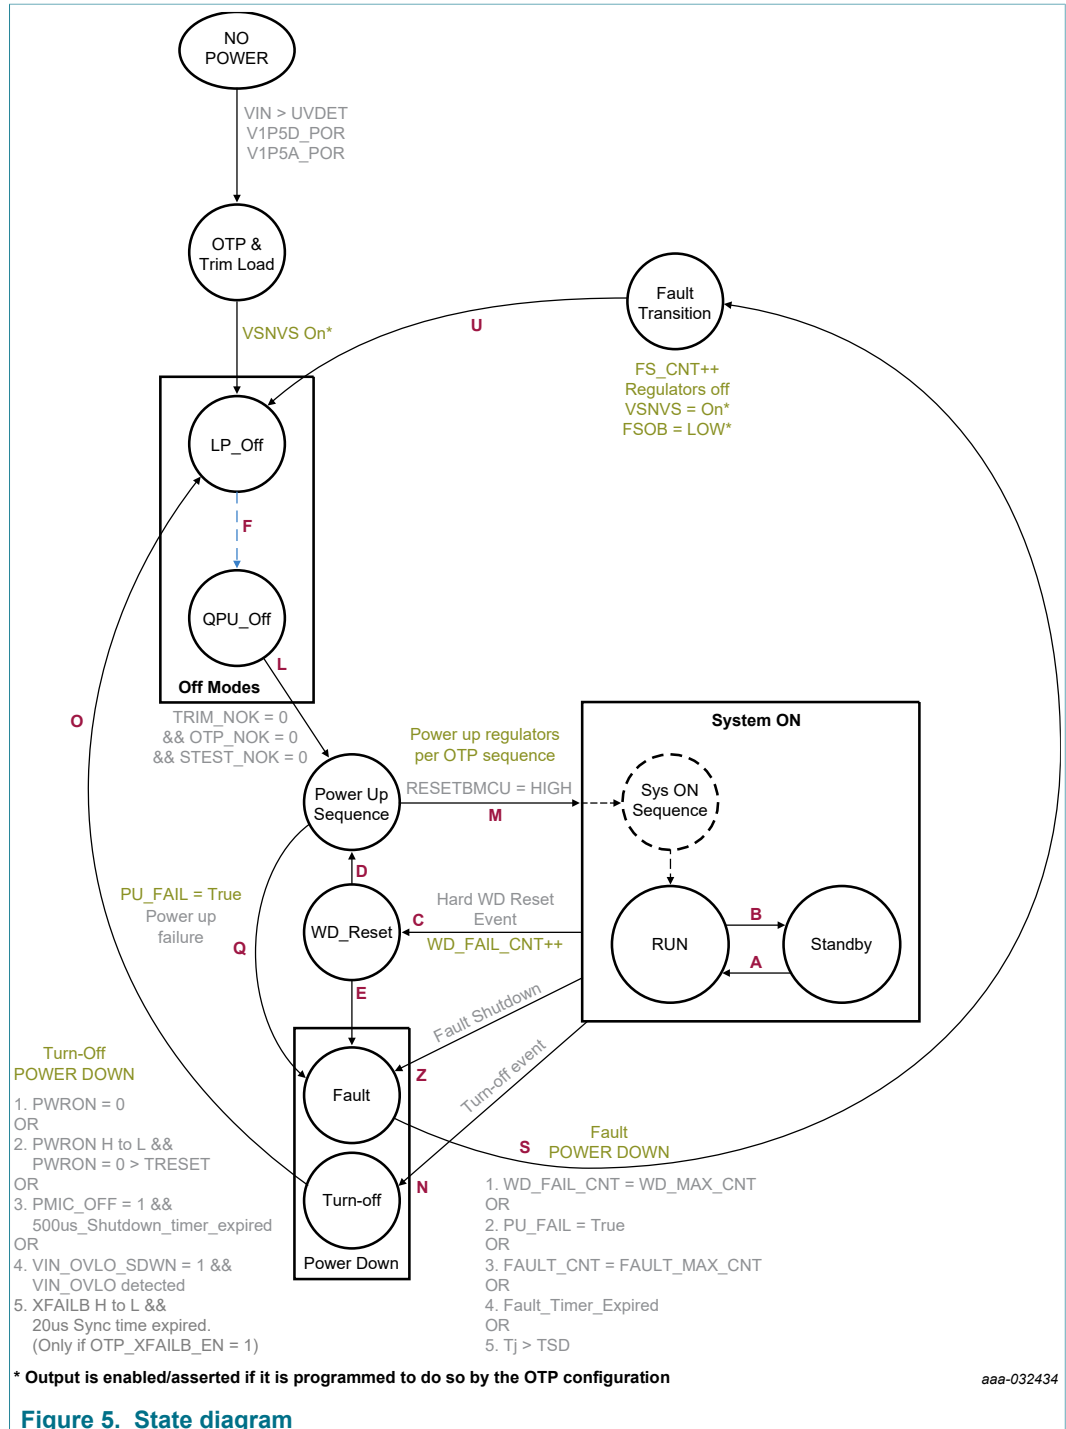 NO
POWER
VIN > UVDET
V1P5D_POR
V1P5A_POR
OTP &
Trim Load
VSNVS On*
Fault
Transition
U
FS_CNT++
Regulators off
VSNVS = On*
FSOB = LOW*
LP_Off
F
QPU_Off
L
Off Modes
O
TRIM_NOK = 0
&& OTP_NOK = 0
&& STEST_NOK = 0
Power up regulators
per OTP sequence
System ON
Power Up
Sequence
RESETBMCU = HIGH
M
Sys ON
Sequence
D
PU_FAIL = True
Power up
failure
Q
WD_Reset
C
Hard WD Reset
Event
WD_FAIL_CNT++
RUN
B
A
Standby
E
Fault Shutdown
Z
Turn-off event
Fault
Turn-Off
POWER DOWN
S
Fault
POWER DOWN
N
Turn-off
Power Down
1. PWRON = 0
OR
2. PWRON H to L &&
PWRON = 0 > TRESET
OR
3. PMIC_OFF = 1 &&
500us_Shutdown_timer_expired
OR
4. VIN_OVLO_SDWN = 1 &&
VIN_OVLO detected
5. XFAILB H to L &&
20us Sync time expired.
(Only if OTP_XFAILB_EN = 1)
1. WD_FAIL_CNT = WD_MAX_CNT
OR
2. PU_FAIL = True
OR
3. FAULT_CNT = FAULT_MAX_CNT
OR
4. Fault_Timer_Expired
OR
5. Tj > TSD
* Output is enabled/asserted if it is programmed to do so by the OTP configuration
aaa-032434
Figure 5. State diagram